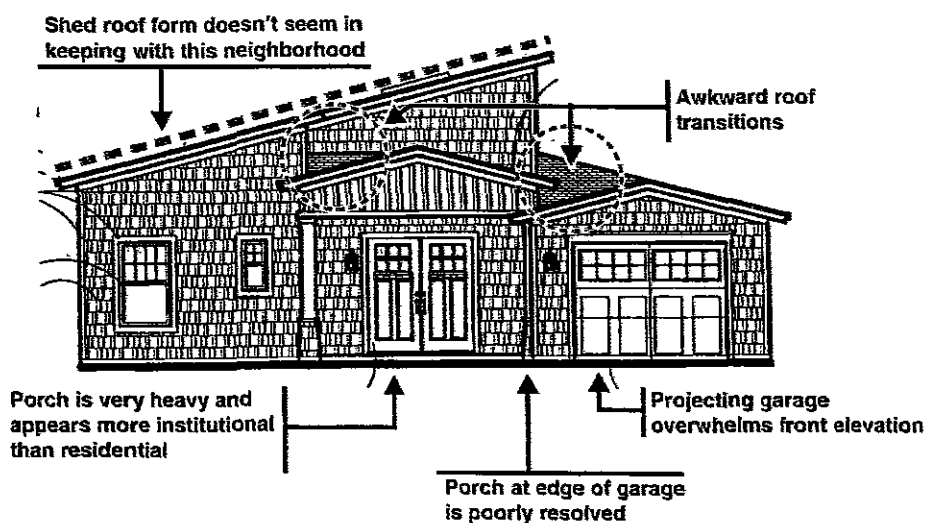 Shed roof form doesn't seem in
keeping with this neighborhood
Awkward roof
transitions
Porch is very heavy and
appears more institutional
than residential
Projecting garage
overwhelms front elevation
Porch at edge of garage
is poorly resolved